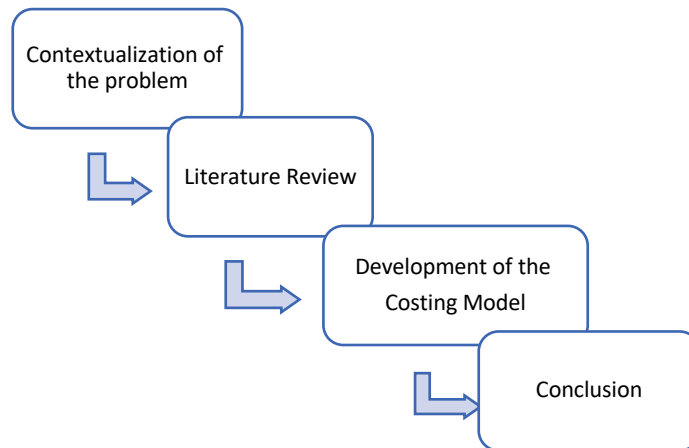 Contextualization of
the problem
Literature Review
Development of the
Costing Model
Conclusion